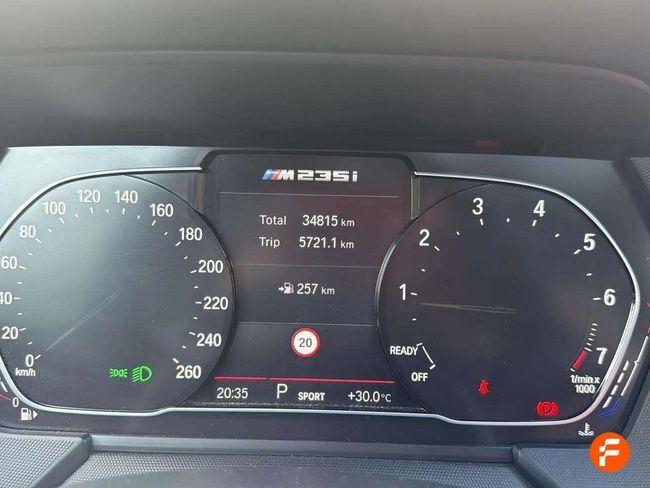 M235i
Total 34815 km
Trip 5721.1 km
257 km
20
20:35 P SPORT +30.0°C
0 20 40 60 80 100 120 140 160 180 200 220 240 260
km/h
0
1 2 3 4 5 6 7
READY
OFF
1/min x
1000
P
F